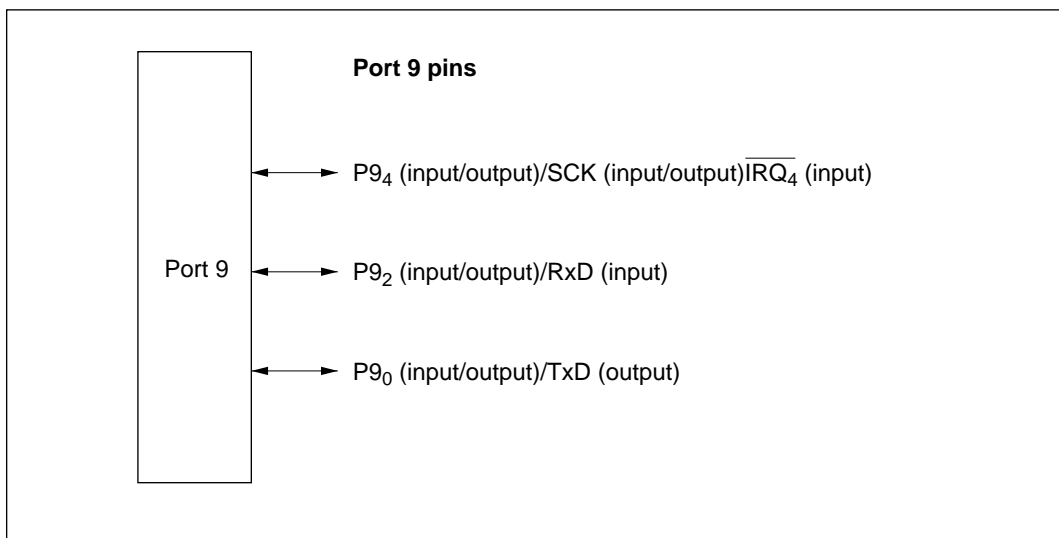 Port 9 pins
P9₄ (input/output)/SCK (input/output)I̅R̅Q̅₄̅ (input)
Port 9
P9₂ (input/output)/RxD (input)
P9₀ (input/output)/TxD (output)